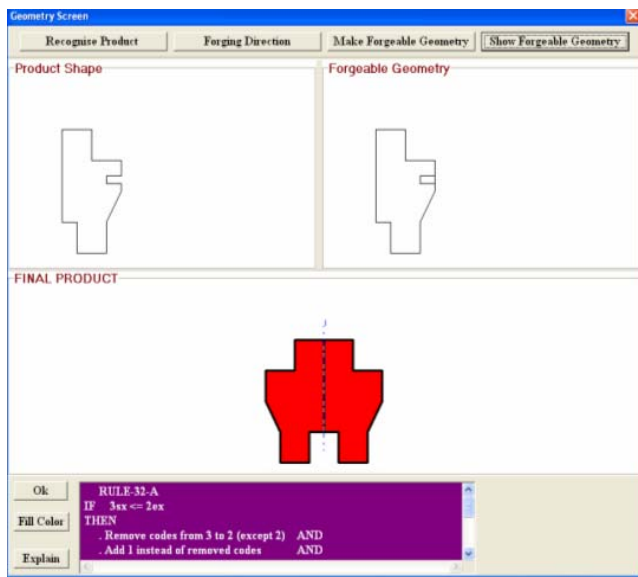 Geometry Screen
Recognise Product Forging Direction Make Forgeable Geometry Show Forgeable Geometry
Product Shape Forgeable Geometry
FINAL PRODUCT
Ok
Fill Color
Explain
RULE-32-A
IF 3sx <= 2ex
THEN
. Remove codes from 3 to 2 (except 2) AND
. Add 1 instead of removed codes AND